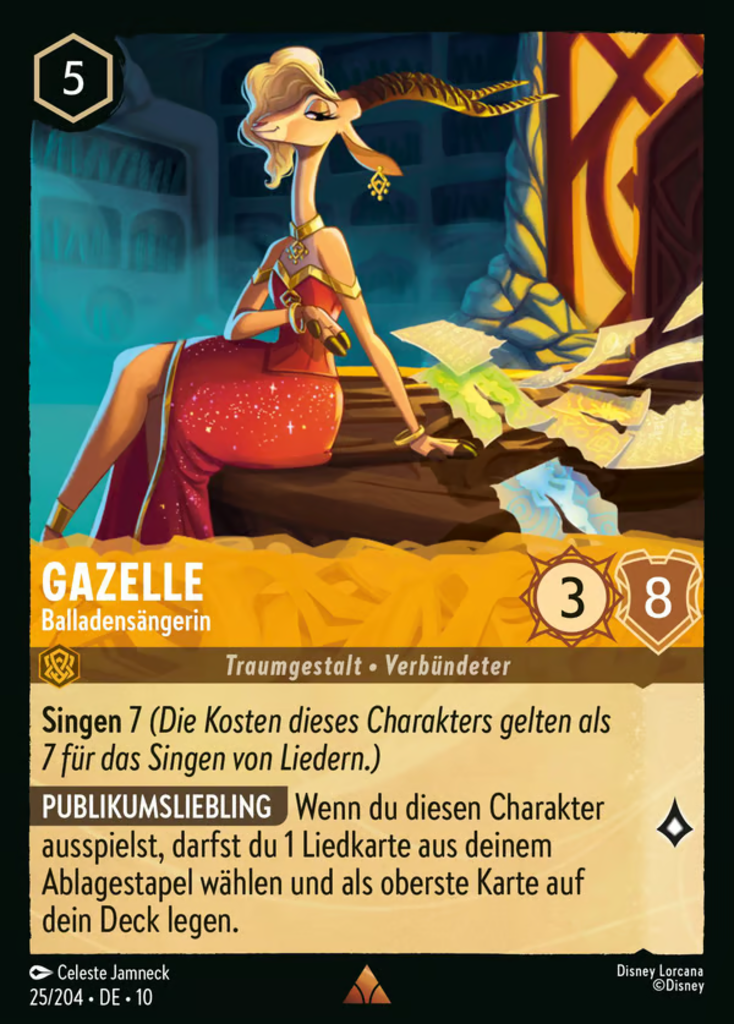 5
GAZELLE
Balladensängerin
3
8
Traumgestalt • Verbündeter
Singen 7 (Die Kosten dieses Charakters gelten als
7 für das Singen von Liedern.)
PUBLIKUMSLIEBLING Wenn du diesen Charakter
ausspielst, darfst du 1 Liedkarte aus deinem
Ablagestapel wählen und als oberste Karte auf
dein Deck legen.
Celeste Jamneck
25/204 • DE • 10
Disney Lorcana
©Disney